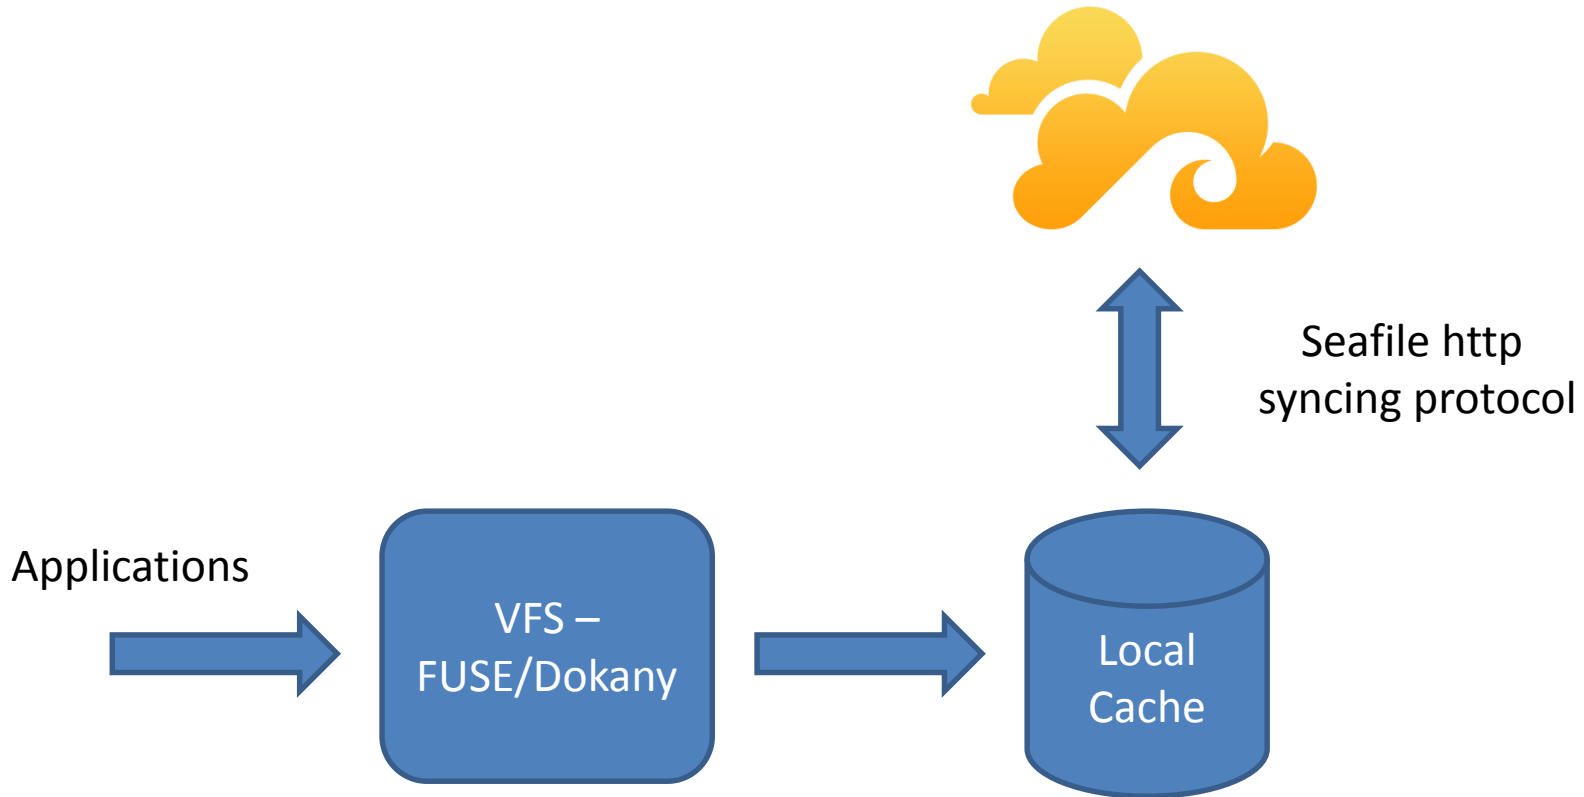 Seafile http
syncing protocol
Applications
VFS –
FUSE/Dokany
Local
Cache